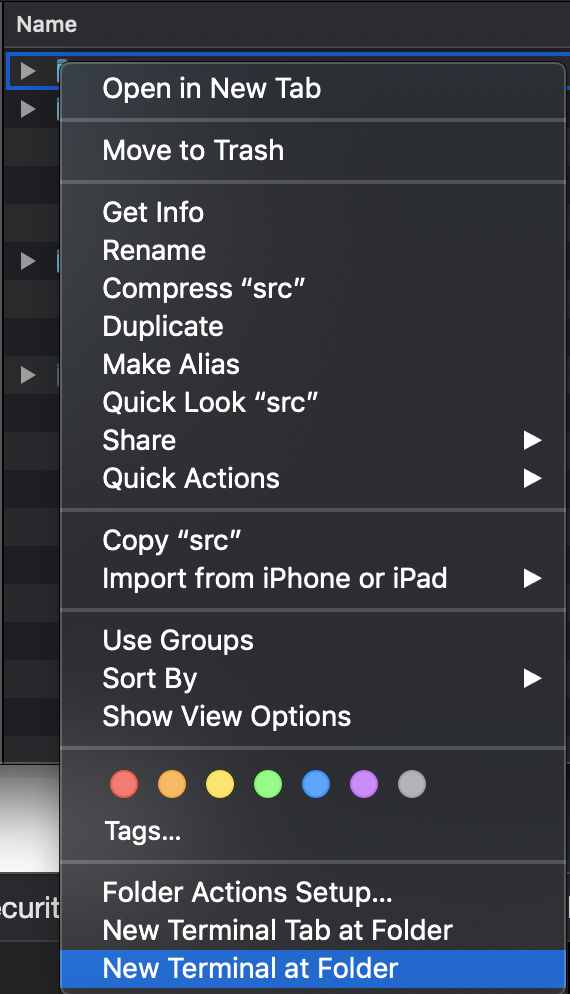 Name
Open in New Tab
Move to Trash
Get Info
Rename
Compress “src”
Duplicate
Make Alias
Quick Look “src”
Share
Quick Actions
Copy “src”
Import from iPhone or iPad
Use Groups
Sort By
Show View Options
Tags...
Folder Actions Setup...
curit
New Terminal Tab at Folder
New Terminal at Folder